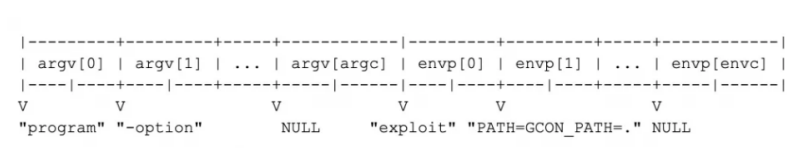 |---------+---------+-----+------------|---------+---------+-----+------------|
| argv[0] | argv[1] | ... | argv[argc] | envp[0] | envp[1] | ... | envp[envc] |
|----|----+----|----+-----+-----|------|----|----+----|----+-----+-----|------|
V V V V V V
"program" "-option" NULL "exploit" "PATH=GCON_PATH=." NULL